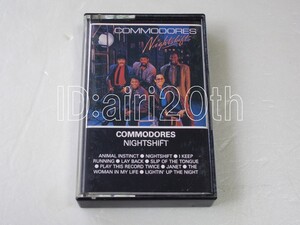 COMMODORES
Nightshift
ID:airi20th
COMMODORES
NIGHTSHIFT
ANIMAL INSTINCT ● NIGHTSHIFT ● I KEEP
RUNNING ● LAY BACK ● SLIP OF THE TONGUE
● PLAY THIS RECORD TWICE ● JANET ● THE
WOMAN IN MY LIFE ● LIGHTIN' UP THE NIGHT